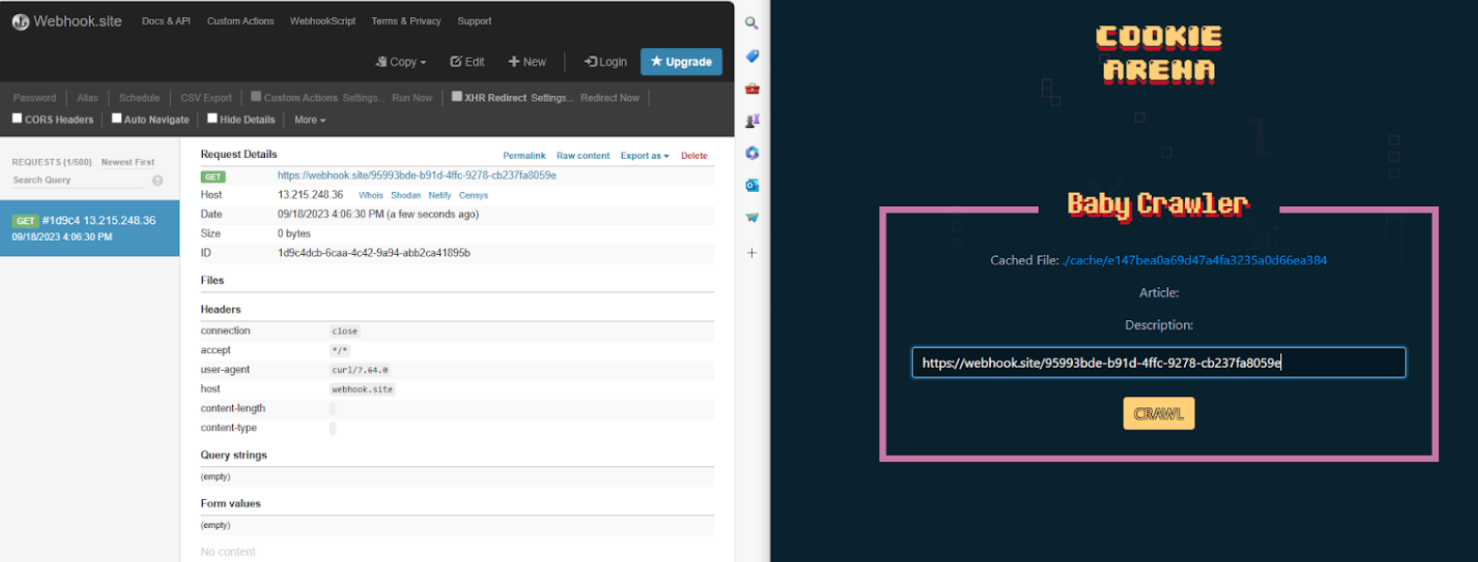 Webhook.site Docs & API Custom Actions WebhookScript Terms & Privacy Support
Copy Edit New Login Upgrade
Password Alias Schedule CSV Export Custom Actions Settings... Run Now XHR Redirect Settings... Redirect Now
CORS Headers Auto Navigate Hide Details More
REQUESTS (1/500) Newest First
Search Query
GET #1d9c4 13.215.248.36
09/18/2023 4:06:30 PM
Request Details Permalink Raw content Export as Delete
GET https://webhook.site/95993bde-b91d-4ffc-9278-cb237fa8059e
Host 13.215.248.36 Whois Shodan Netify Censys
Date 09/18/2023 4:06:30 PM (a few seconds ago)
Size 0 bytes
ID 1d9c4dcb-6caa-4c42-9a94-abb2ca41895b
Files
Headers
connection close
accept */*
user-agent curl/7.64.0
host webhook.site
content-length
content-type
Query strings
(empty)
Form values
(empty)
No content
COOKIE
ARENA
Baby Crawler
Cached File: ./cache/e147bea0a69d47a4fa3235a0d66ea384
Article:
Description:
https://webhook.site/95993bde-b91d-4ffc-9278-cb237fa8059e
CRAWL